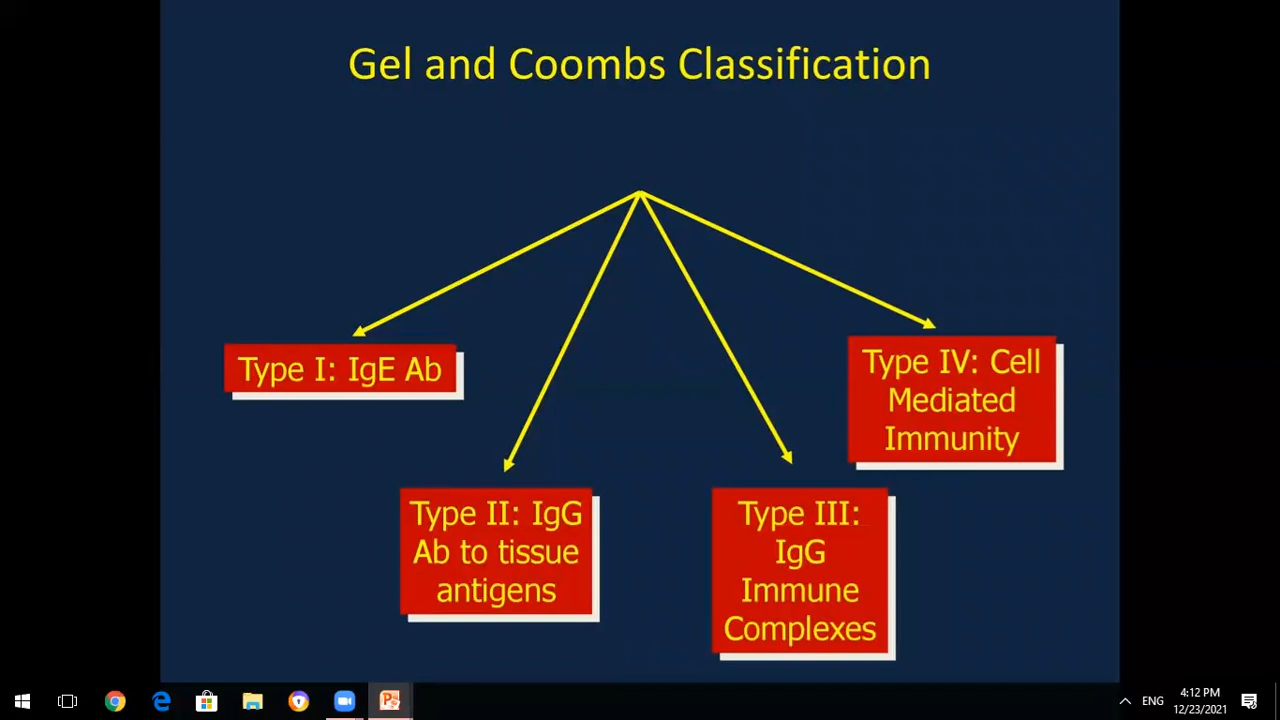 Gel and Coombs Classification
Type I: IgE Ab
Type IV: Cell
Mediated
Immunity
Type II: IgG
Ab to tissue
antigens
Type III:
IgG
Immune
Complexes
ENG
4:12 PM
12/23/2021